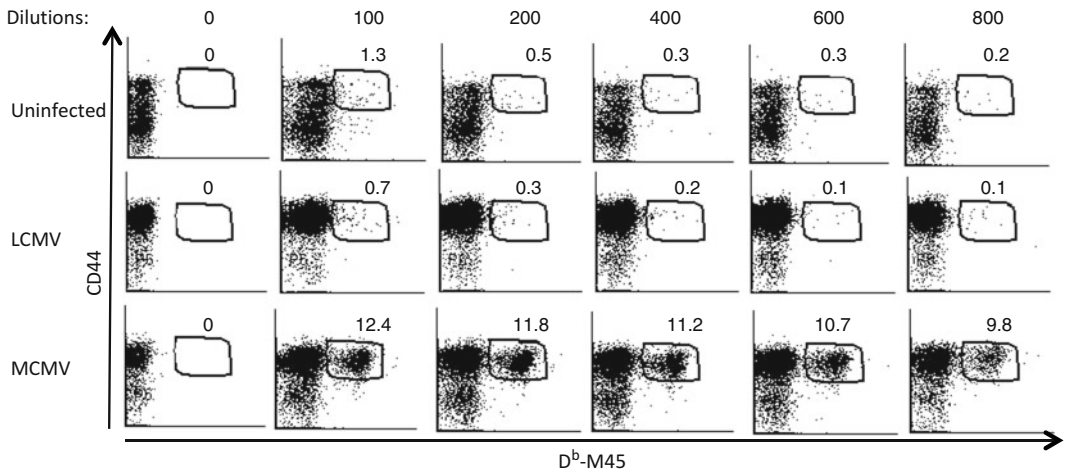 Dilutions: 0 100 200 400 600 800
Uninfected 0 1.3 0.5 0.3 0.3 0.2
LCMV 0 0.7 0.3 0.2 0.1 0.1
MCMV 0 12.4 11.8 11.2 10.7 9.8
CD44
Dᵇ-M45